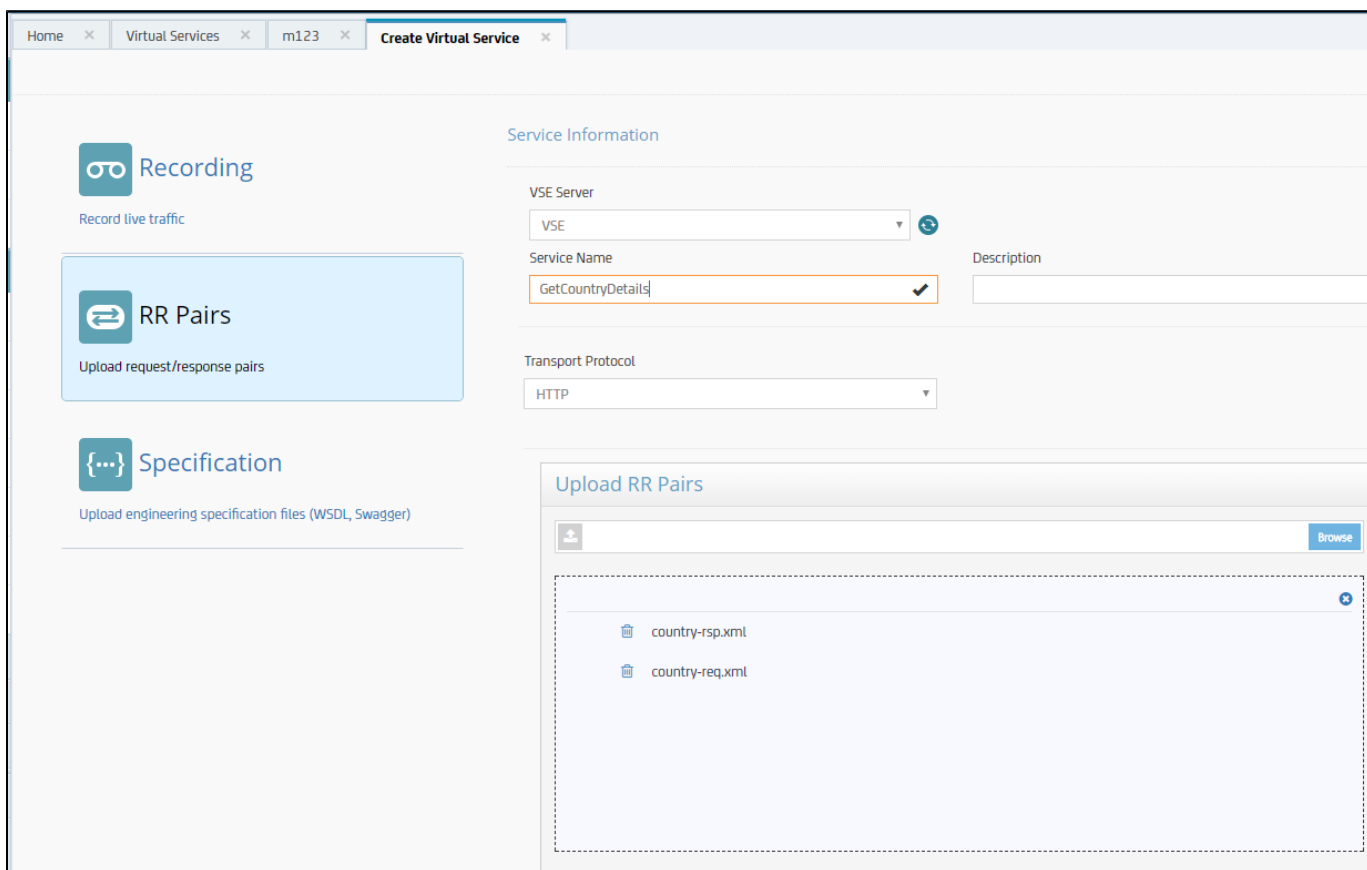 Home
Virtual Services
m123
Create Virtual Service
Recording
Record live traffic
RR Pairs
Upload request/response pairs
{...} Specification
Upload engineering specification files (WSDL, Swagger)
Service Information
VSE Server
VSE
Service Name
Description
GetCountryDetails
Transport Protocol
HTTP
Upload RR Pairs
Browse
country-rsp.xml
country-req.xml